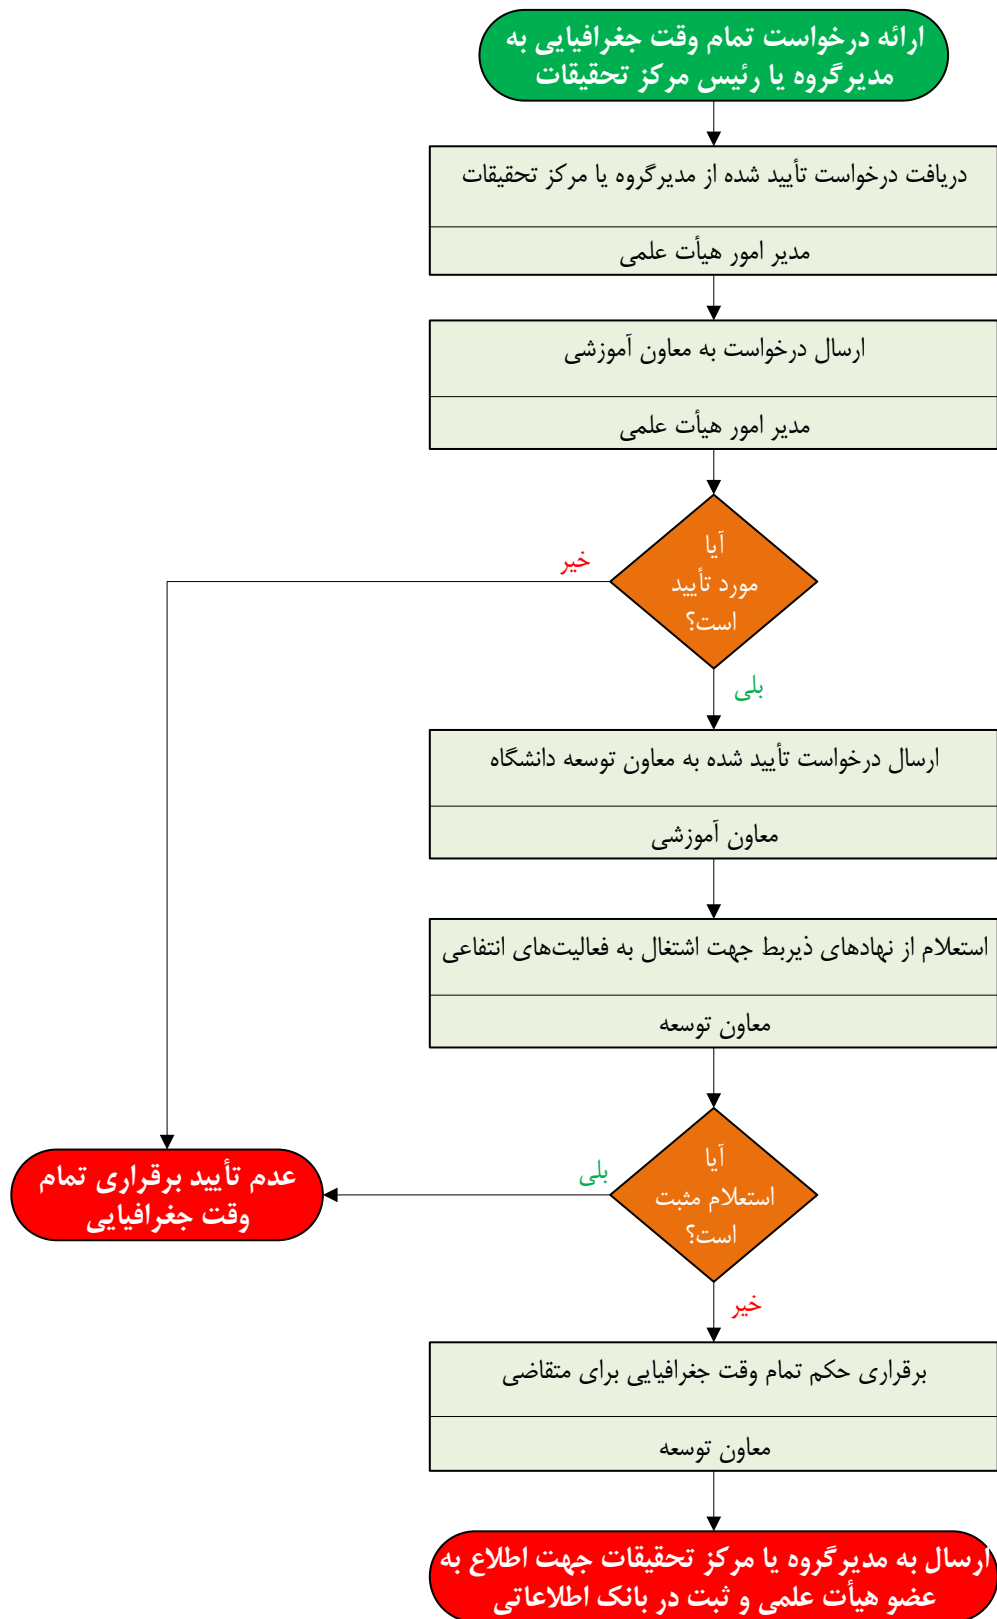 ارائه درخواست تمام وقت جغرافیایی به
مدیرگروه یا رئیس مرکز تحقیقات
دریافت درخواست تأیید شده از مدیرگروه یا مرکز تحقیقات
مدیر امور هیأت علمی
ارسال درخواست به معاون آموزشی
مدیر امور هیأت علمی
آیا
مورد تأیید
است؟
خیر
بلی
ارسال درخواست تأیید شده به معاون توسعه دانشگاه
معاون آموزشی
استعلام از نهادهای ذیربط جهت اشتغال به فعالیت‌های انتفاعی
معاون توسعه
آیا
استعلام مثبت
است؟
بلی
عدم تأیید برقراری تمام
وقت جغرافیایی
خیر
برقراری حکم تمام وقت جغرافیایی برای متقاضی
معاون توسعه
ارسال به مدیرگروه یا مرکز تحقیقات جهت اطلاع به
عضو هیأت علمی و ثبت در بانک اطلاعاتی